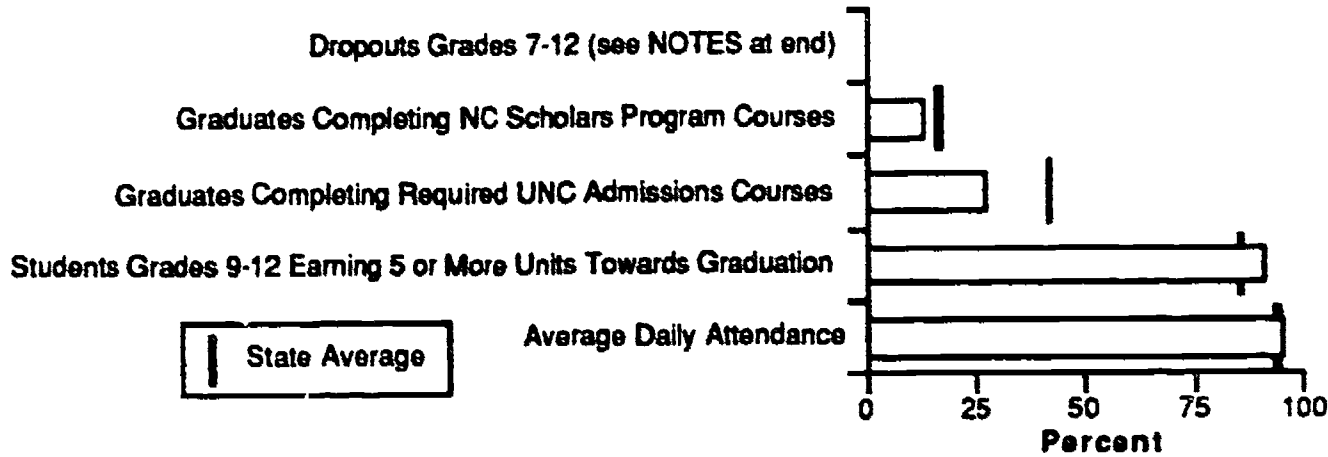 Dropouts Grades 7-12 (see NOTES at end)
Graduates Completing NC Scholars Program Courses
Graduates Completing Required UNC Admissions Courses
Students Grades 9-12 Earning 5 or More Units Towards Graduation
Average Daily Attendance
State Average
0 25 50 75 100
Percent